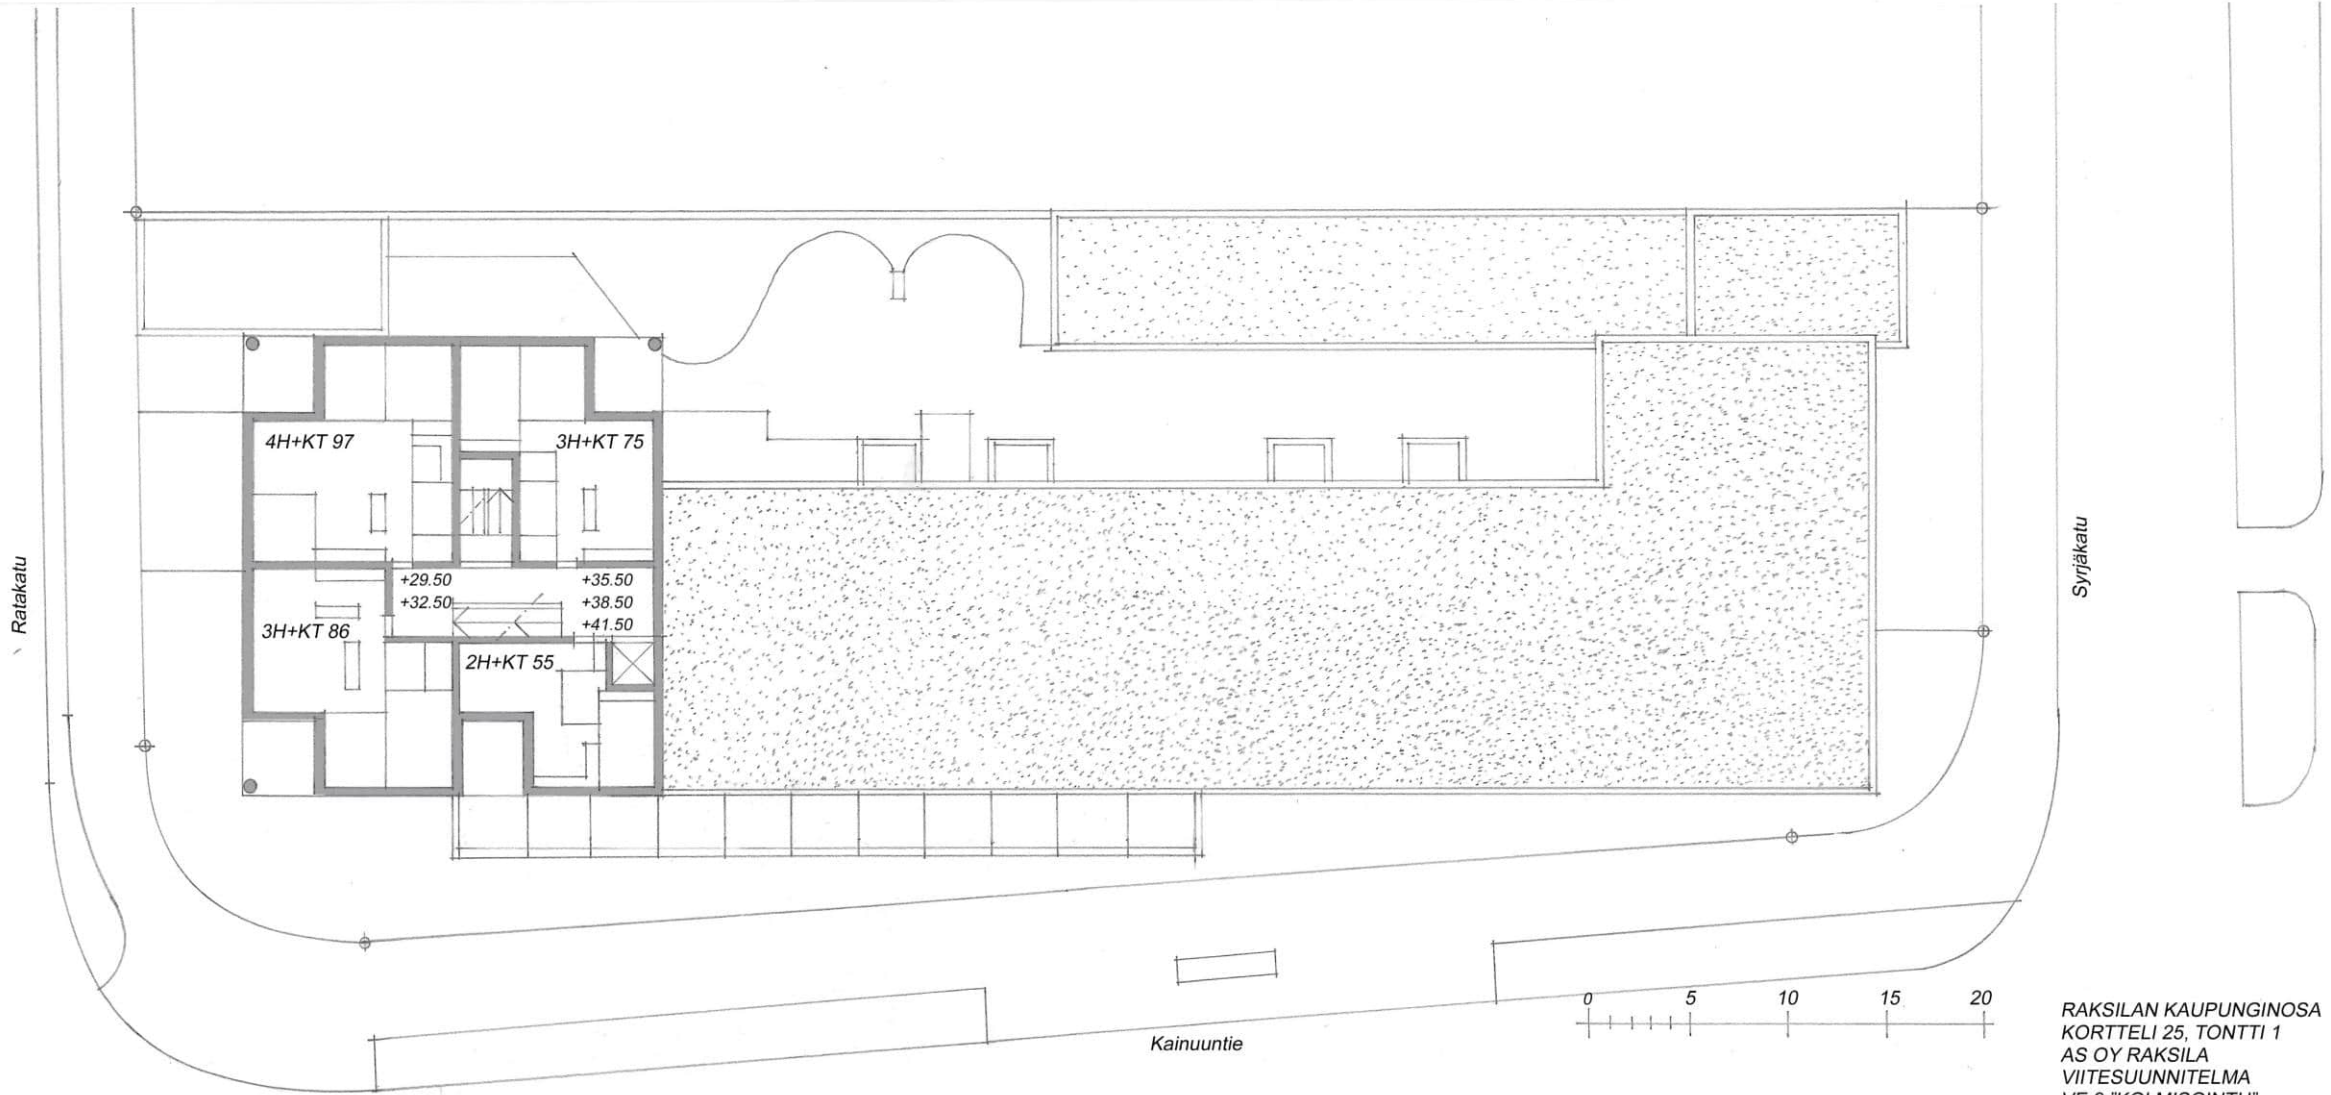 4H+KT 97
3H+KT 75
+29.50
+32.50
+35.50
+38.50
+41.50
3H+KT 86
2H+KT 55
Ratakatu
Syrjäkatu
Kainuuntie
0 5 10 15 20
RAKSILAN KAUPUNGINOSA
KORTTELI 25, TONTTI 1
AS OY RAKSILA
VIITESUUNNITELMA